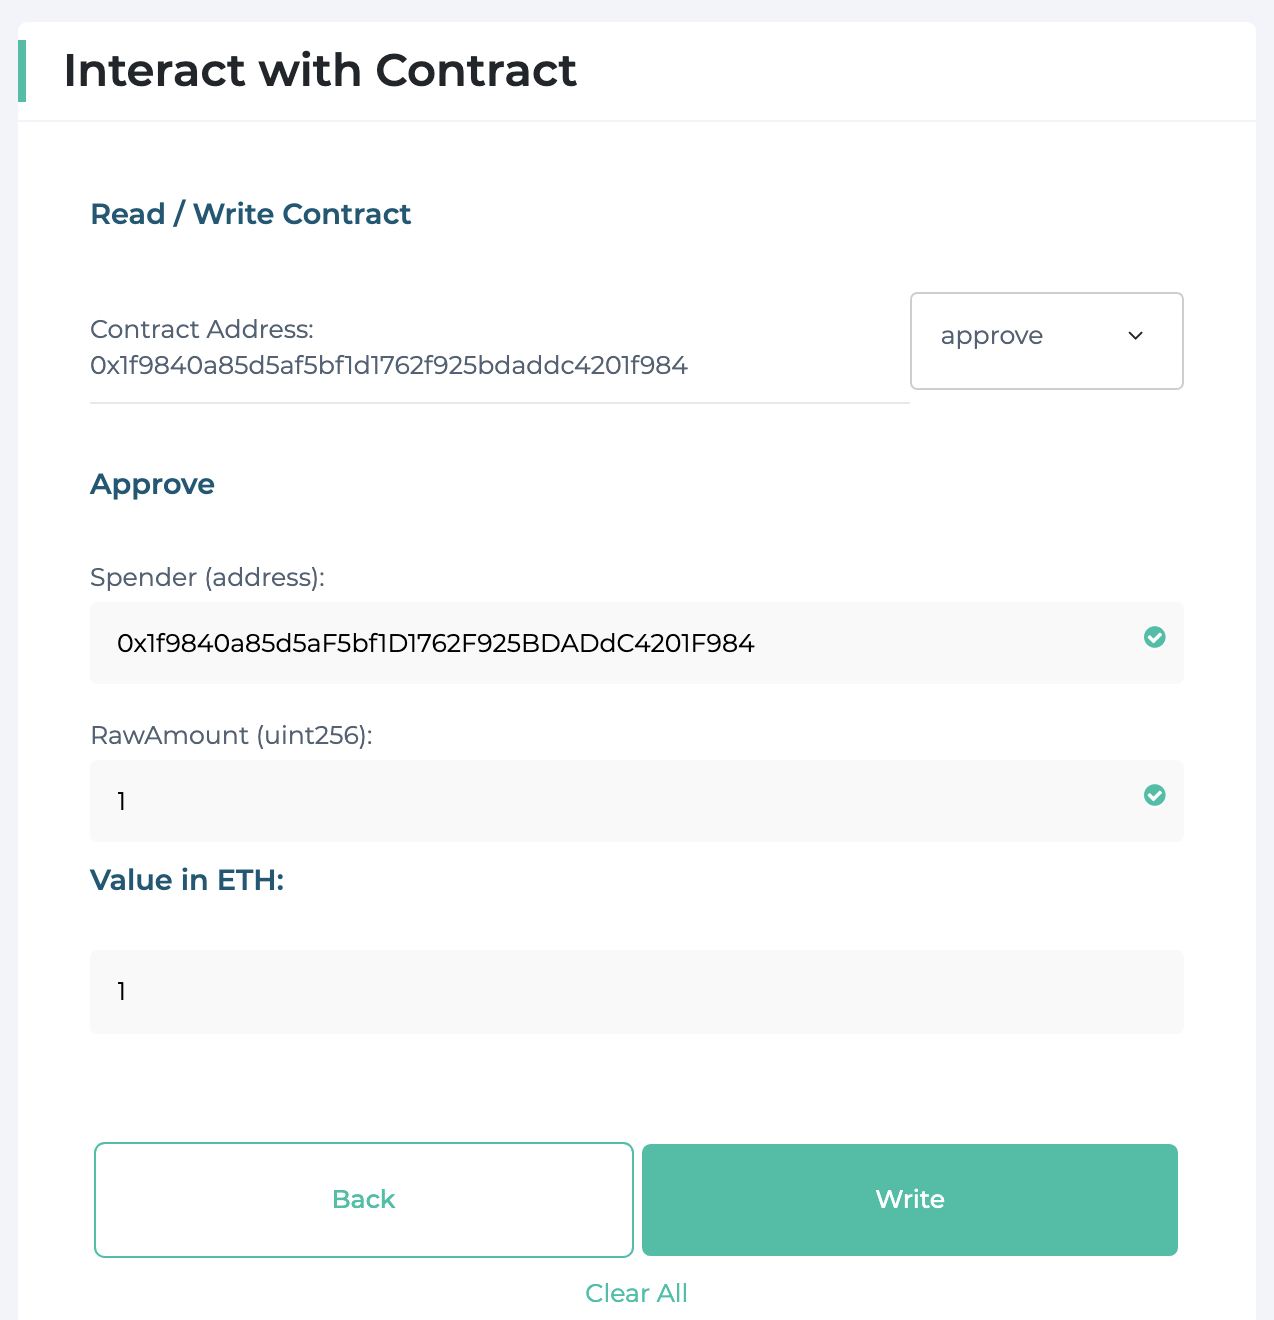 Interact with Contract
Read / Write Contract
Contract Address:
0x1f9840a85d5af5bf1d1762f925bdaddc4201f984
approve
Approve
Spender (address):
0x1f9840a85d5aF5bf1D1762F925BDADdC4201F984
RawAmount (uint256):
1
Value in ETH:
1
Back
Write
Clear All